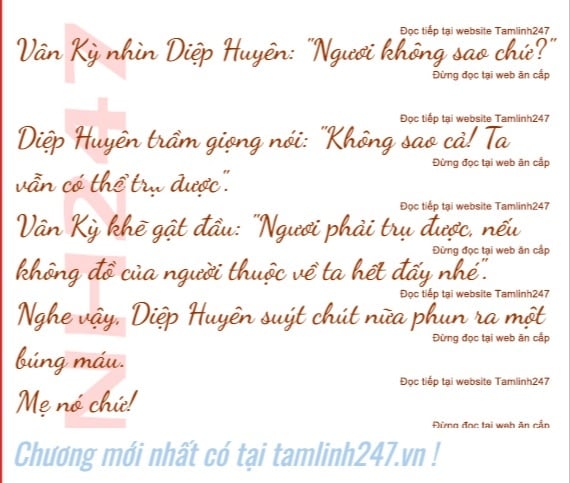 Đọc tiếp tại website Tamlinh247
Vân Kỳ nhìn Diệp Huyên: "Ngươi không sao chứ?"
Đừng đọc tại web ăn cắp
Đọc tiếp tại website Tamlinh247
Diệp Huyên trầm giọng nói: "Không sao cả! Ta
Đừng đọc tại web ăn cắp
vẫn có thể trụ được".
Đọc tiếp tại website Tamlinh247
Vân Kỳ khẽ gật đầu: "Ngươi phải trụ được, nếu
Đừng đọc tại web ăn cắp
không đồ của người thuộc về ta hết đấy nhé".
Đọc tiếp tại website Tamlinh247
Nghe vậy, Diệp Huyên suýt chút nữa phun ra một
Đừng đọc tại web ăn cắp
búng máu.
Đọc tiếp tại website Tamlinh247
Mẹ nó chứ!
Đừng đọc tại web ăn cắp
Chương mới nhất có tại tamlinh247.vn !
NH247